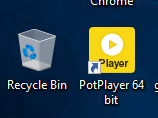 Chrome
Player
Recycle Bin
PotPlayer 64
bit